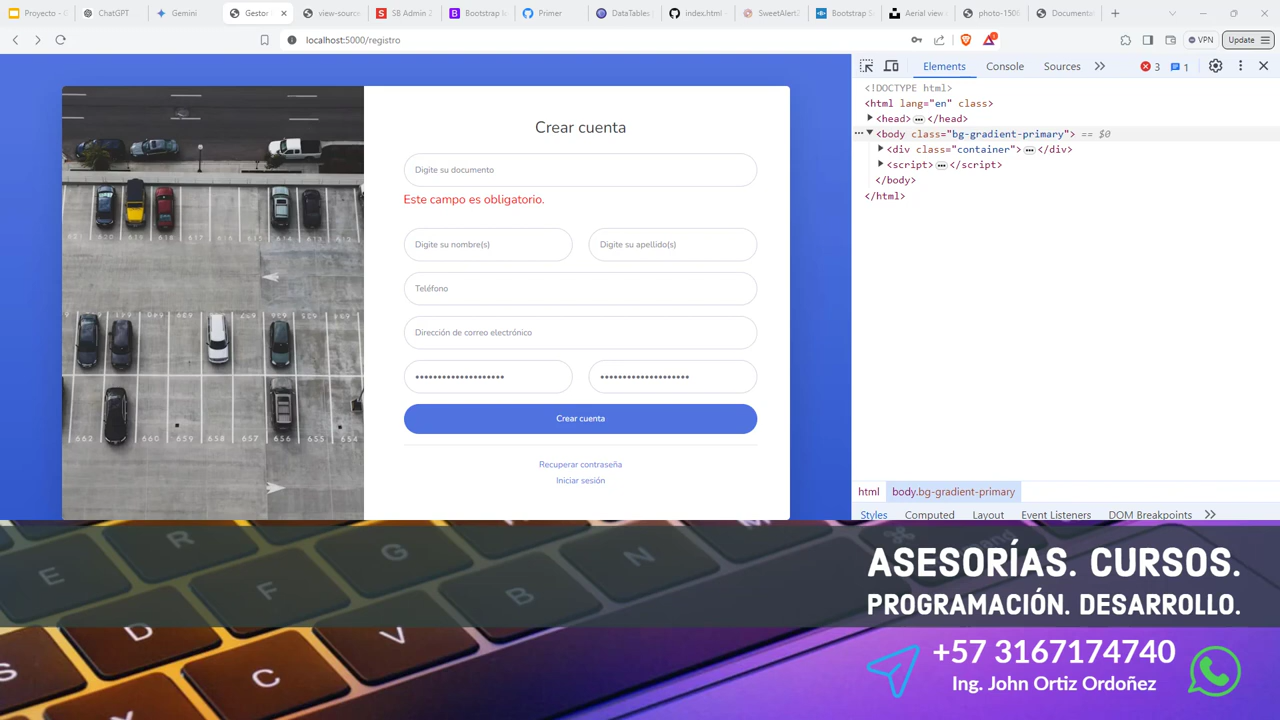 Proyecto - G
ChatGPT
Gemini
Gestor
view-source
SB Admin 2
Bootstrap I
Primer
DataTables
index.html
SweetAlert2
Bootstrap S
Aerial view
photo-1506
Documenta
localhost:5000/registro
VPN
Update
Elements
Console
Sources
3
1
Crear cuenta
Digite su documento
Este campo es obligatorio.
Digite su nombre(s)
Digite su apellido(s)
Teléfono
Dirección de correo electrónico
Crear cuenta
Recuperar contraseña
Iniciar sesión
<!DOCTYPE html>
<html lang="en" class>
<head> … </head>
<body class="bg-gradient-primary"> == $0
<div class="container"> … </div>
<script> … </script>
</body>
</html>
html
body.bg-gradient-primary
Styles
Computed
Layout
Event Listeners
DOM Breakpoints
ASESORÍAS. CURSOS.
PROGRAMACIÓN. DESARROLLO.
+57 3167174740
Ing. John Ortiz Ordoñez